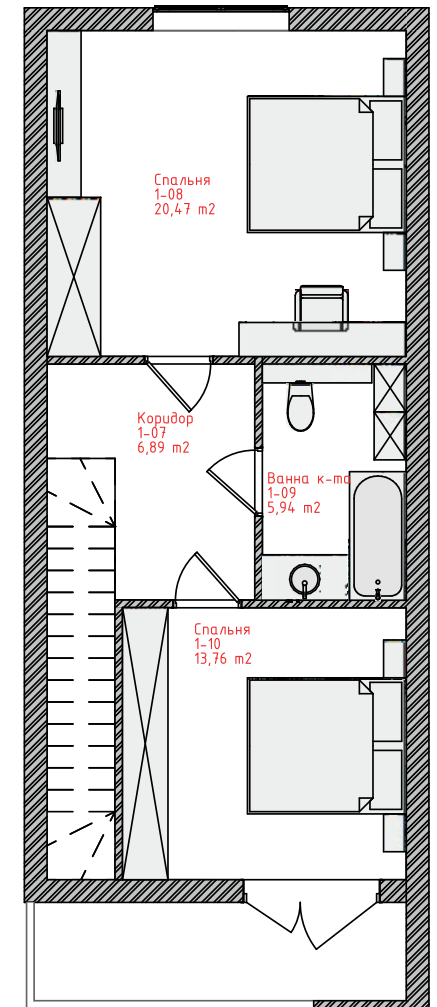 Спальня
1-08
20,47 m2
Коридор
1-07
6,89 m2
Ванна к-та
1-09
5,94 m2
Спальня
1-10
13,76 m2